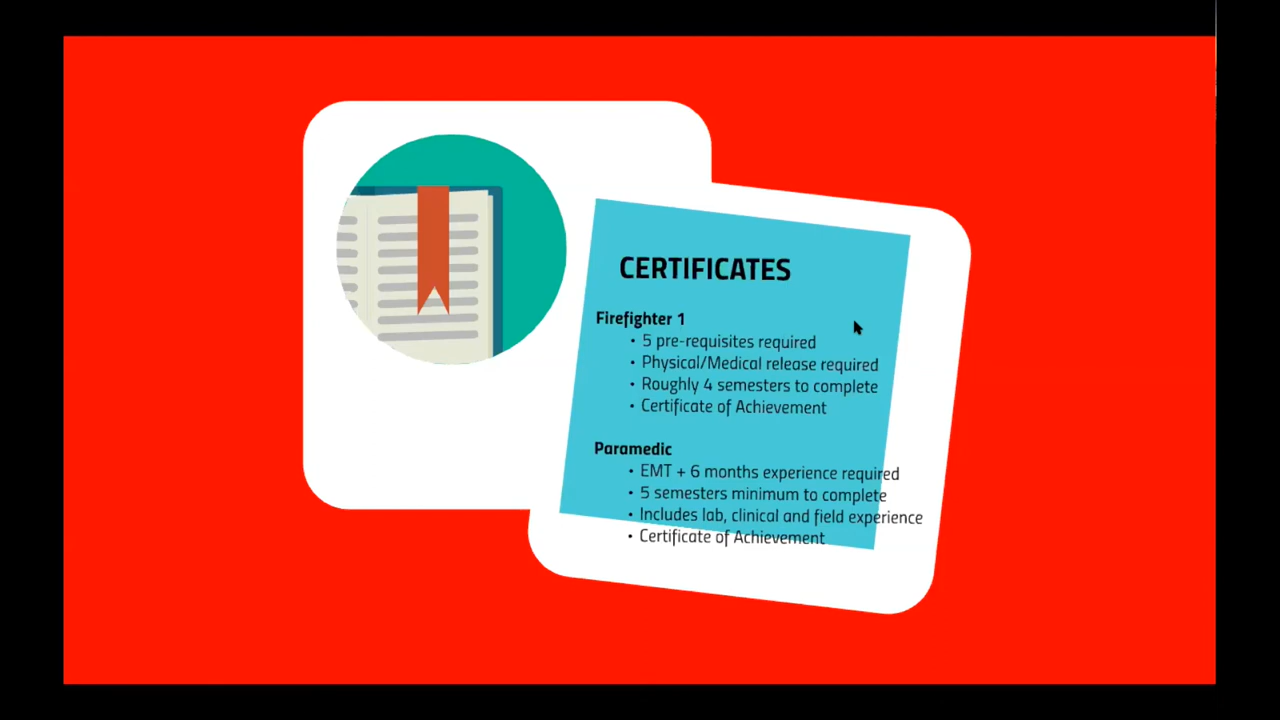 CERTIFICATES
Firefighter 1
• 5 pre-requisites required
• Physical/Medical release required
• Roughly 4 semesters to complete
• Certificate of Achievement
Paramedic
• EMT + 6 months experience required
• 5 semesters minimum to complete
• Includes lab, clinical and field experience
• Certificate of Achievement